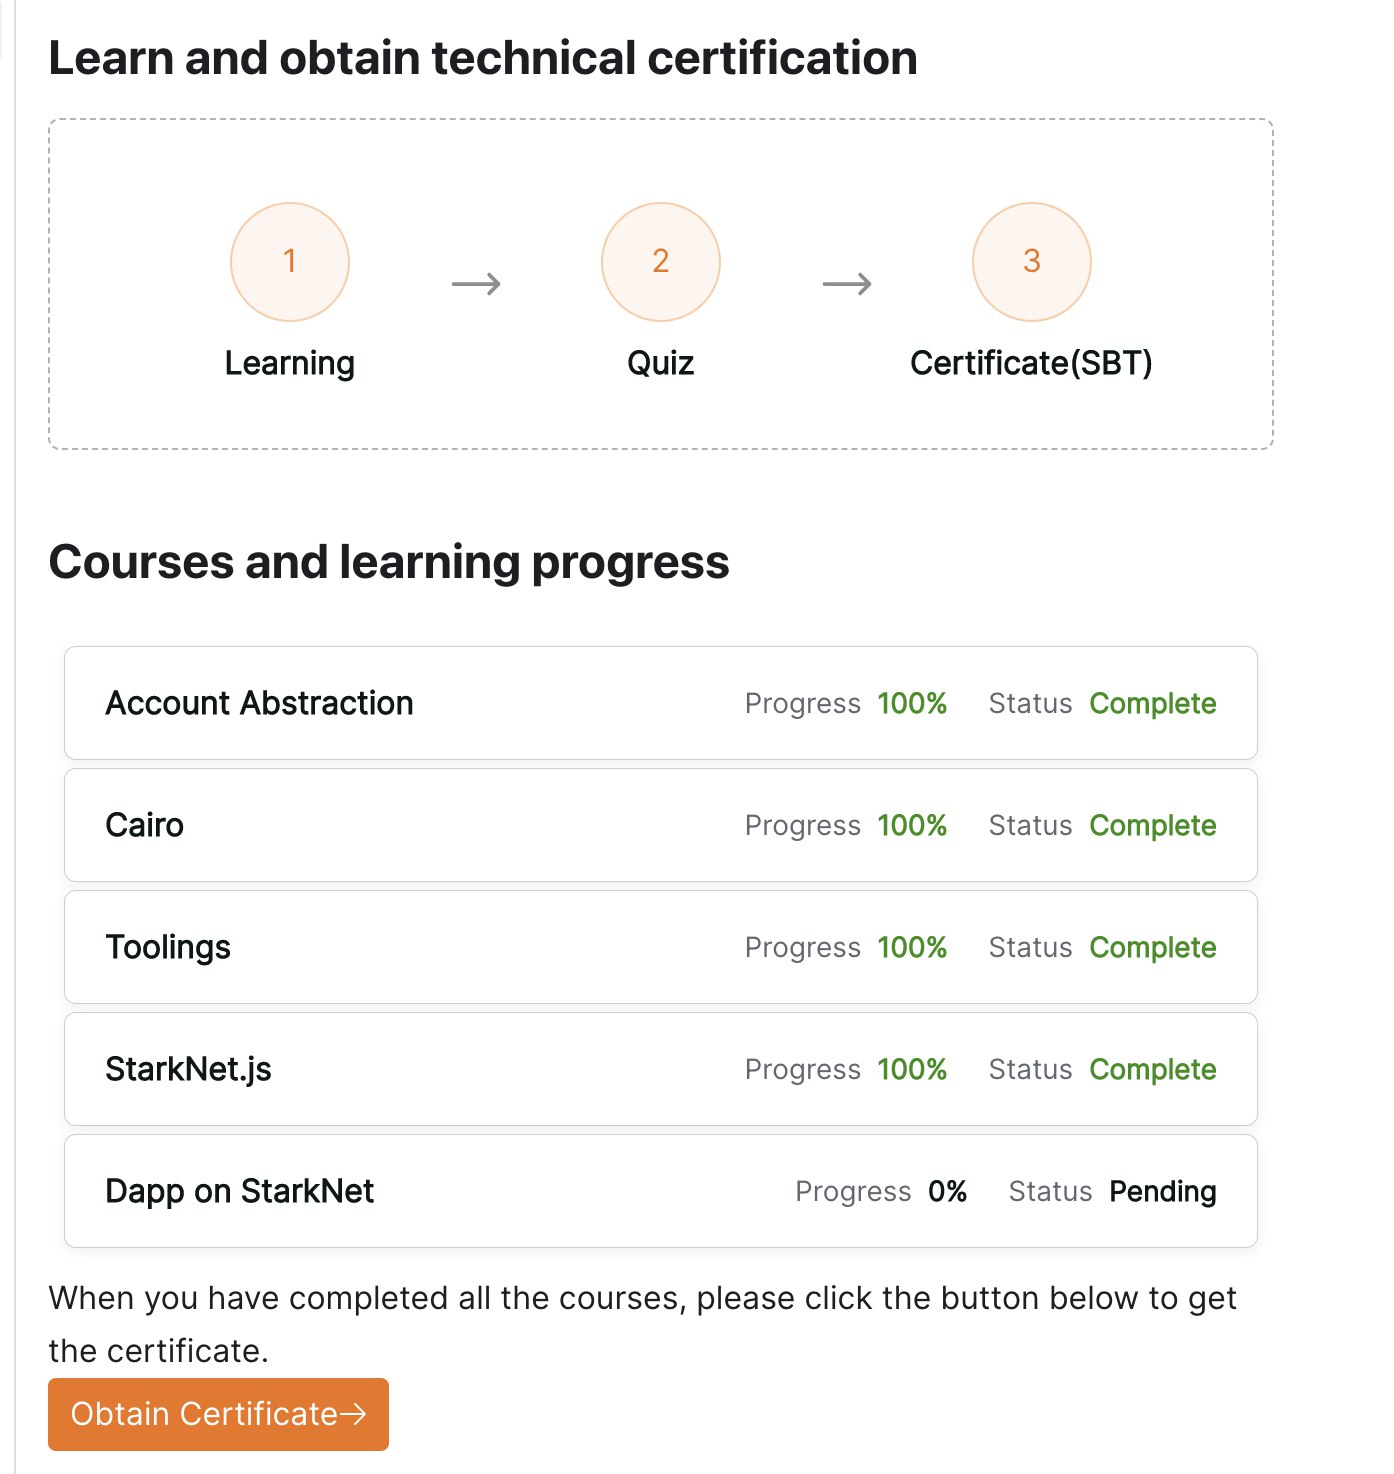 Learn and obtain technical certification
1
2
3
Learning
Quiz
Certificate(SBT)
Courses and learning progress
Account Abstraction Progress 100% Status Complete
Cairo Progress 100% Status Complete
Toolings Progress 100% Status Complete
StarkNet.js Progress 100% Status Complete
Dapp on StarkNet Progress 0% Status Pending
When you have completed all the courses, please click the button below to get
the certificate.
Obtain Certificate→